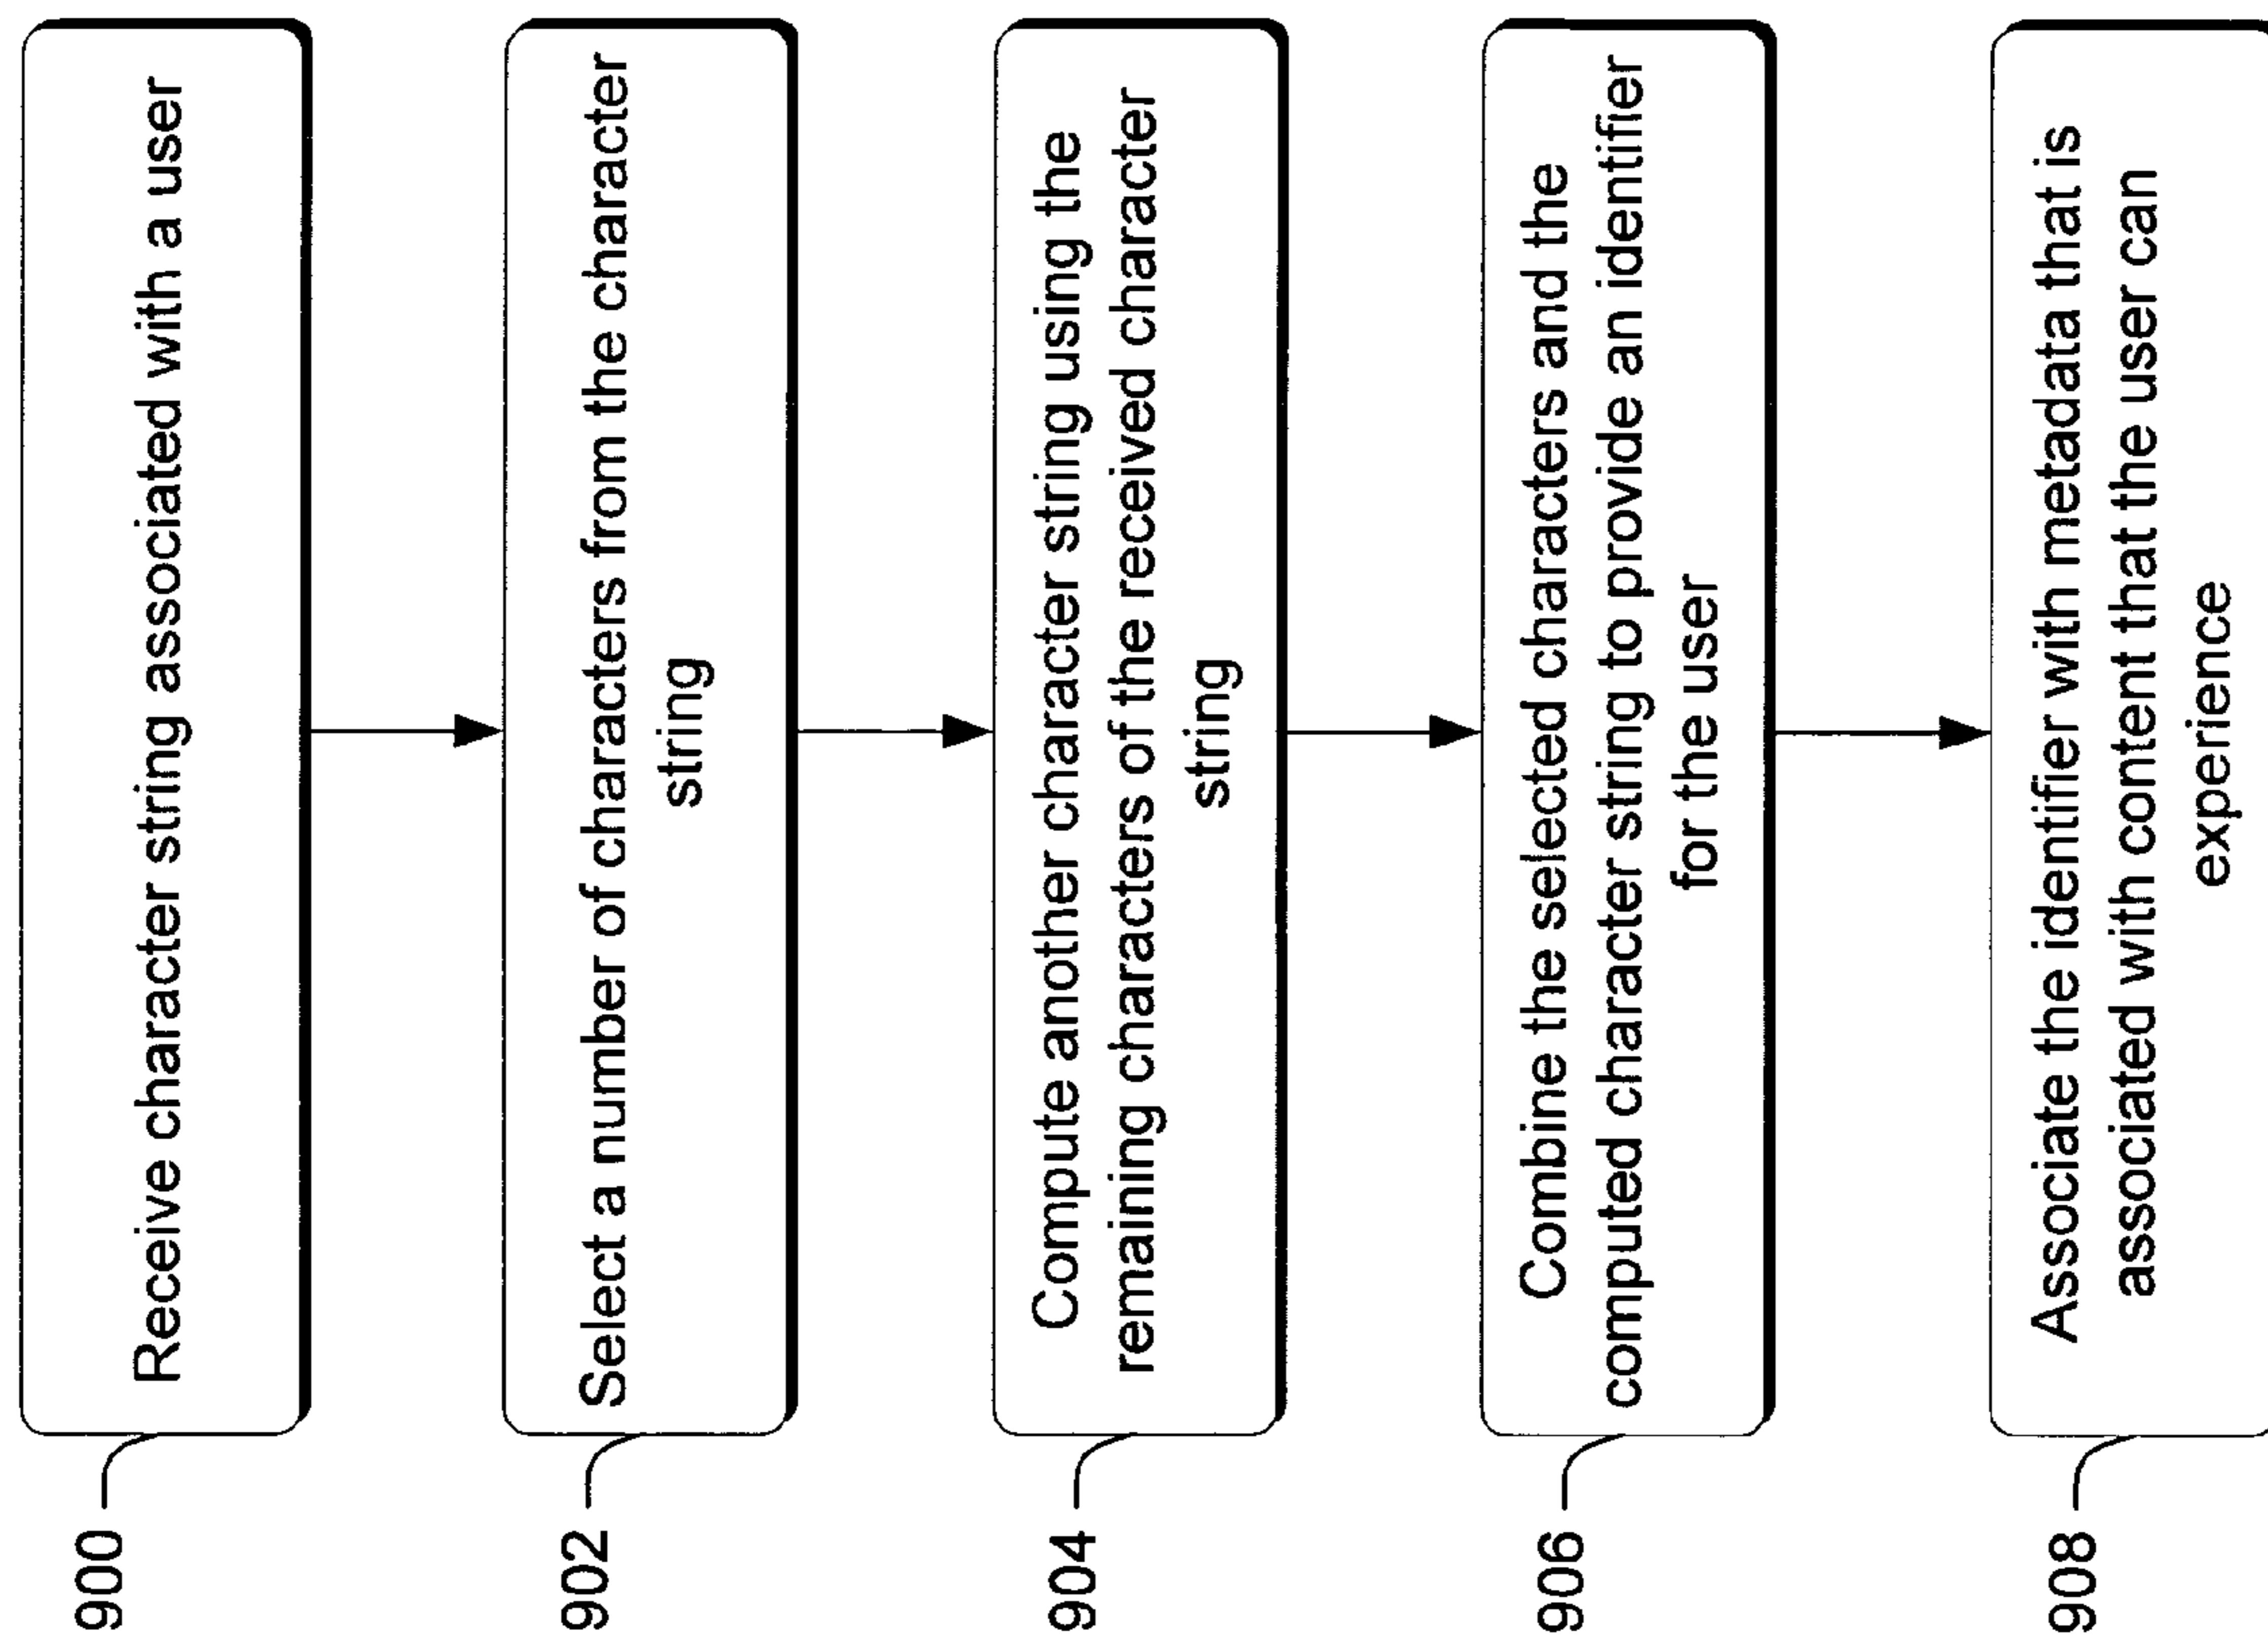 900
Receive character string associated with a user
902
Select a number of characters from the character
string
904
Compute another character string using the
remaining characters of the received character
string
906
Combine the selected characters and the
computed character string to provide an identifier
for the user
908
Associate the identifier with metadata that is
associated with content that the user can
experience